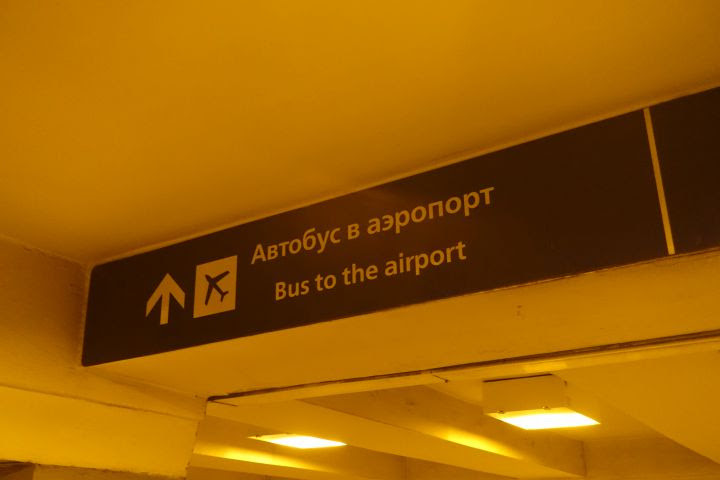 Автобус в аэропорт
Bus to the airport